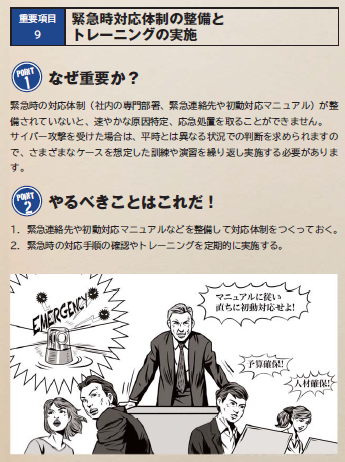 重要項目
9
緊急時対応体制の整備と
トレーニングの実施
POINT
1
なぜ重要か?
緊急時の対応体制（社内の専門部署、緊急連絡先や初動対応マニュアル）が整
備されていないと、速やかな原因特定、応急処置を取ることができません。
サイバー攻撃を受けた場合は、平時とは異なる状況での判断を求められますの
で、さまざまなケースを想定した訓練や演習を繰り返し実施する必要がありま
す。
POINT
2
やるべきことはこれだ！
1. 緊急連絡先や初動対応マニュアルなどを整備して対応体制をつくっておく。
2. 緊急時の対応手順の確認やトレーニングを定期的に実施する。
EMERGENCY
マニュアルに従い
直ちに初動対応せよ!
予算確保!!
人材確保!